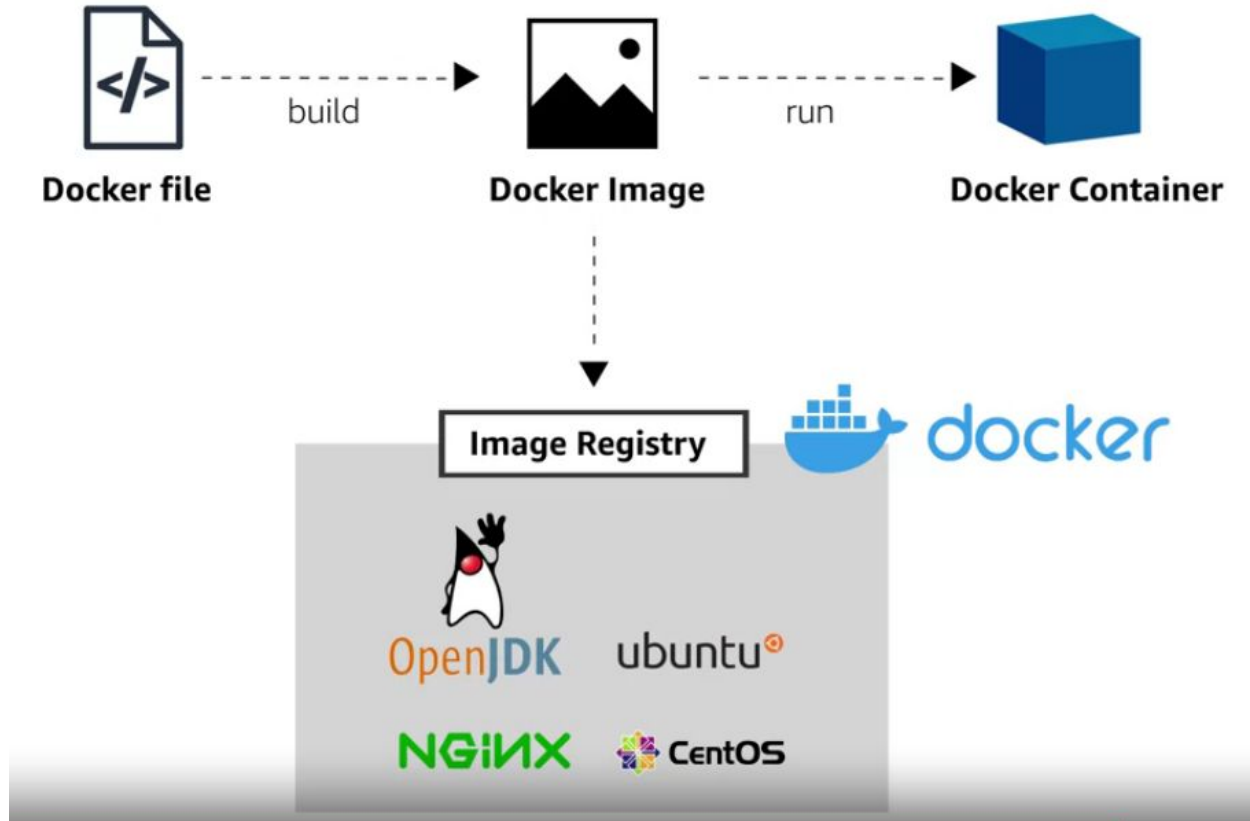 </>
build
run
Docker file
Docker Image
Docker Container
Image Registry
docker
OpenJDK
ubuntu
NGiNX
CentOS